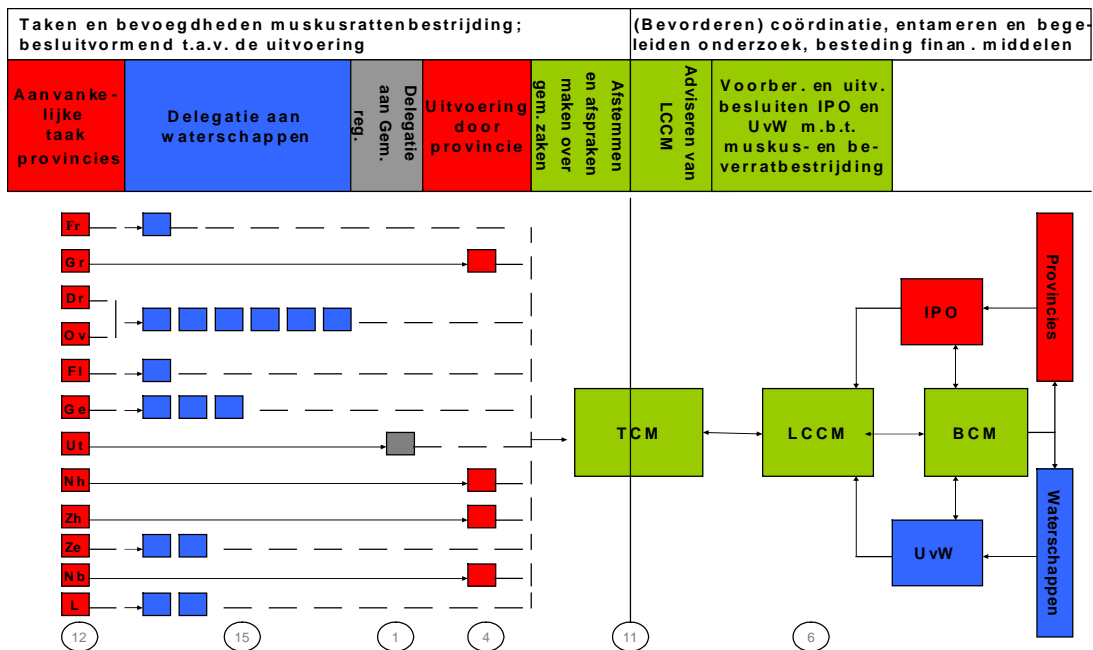 Taken en bevoegdheden muskusrattenbestrijding;
besluitvormend t.a.v. de uitvoering
(Bevorderen) coördinatie, entameren en bege-
leiden onderzoek, besteding finan. middelen
Aanvanke-
lijke
taak
provincies
Delegatie aan
waterschappen
Delegatie
aan Gem.
reg.
Uitvoering
door
provincie
Afstemmen
en afspraken
maken over
gem. zaken
Adviseren van
LCCM
Voorber. en uitv.
besluiten IPO en
UvW m.b.t.
muskus- en be-
verratbestrijding
Fr
Gr
Dr
Ov
Fl
Ge
Ut
Nh
Zh
Ze
Nb
L
TCM
LCCM
BCM
IPO
UvW
Provincies
Waterschappen
12
15
1
4
11
6